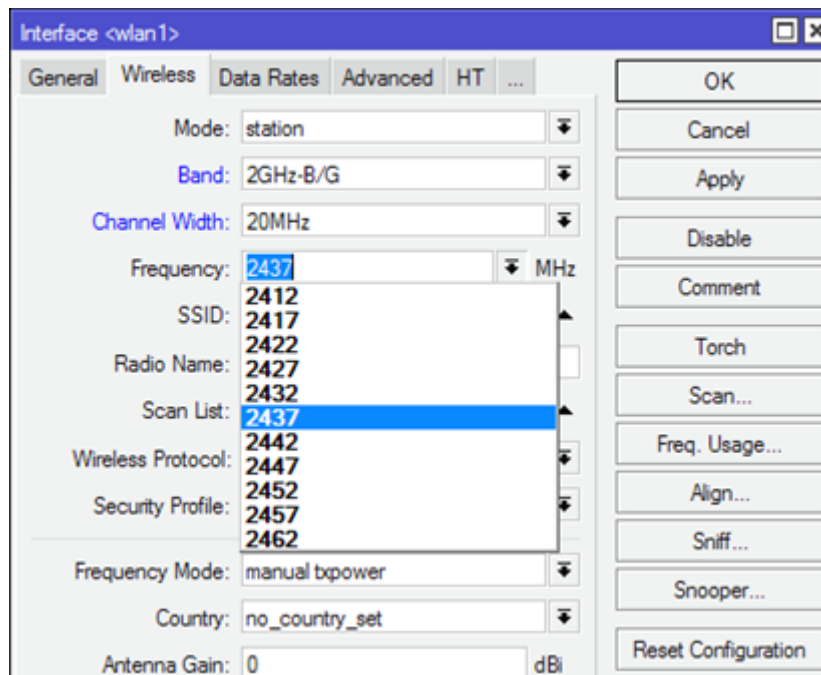 Interface <wlan1>
General Wireless Data Rates Advanced HT ...
Mode: station
Band: 2GHz-B/G
Channel Width: 20MHz
Frequency: 2437 MHz
2412
2417
2422
2427
2432
2437
2442
2447
2452
2457
2462
SSID:
Radio Name:
Scan List:
Wireless Protocol:
Security Profile:
Frequency Mode: manual txpower
Country: no_country_set
Antenna Gain: 0 dBi
OK
Cancel
Apply
Disable
Comment
Torch
Scan...
Freq. Usage...
Align...
Sniff...
Snooper...
Reset Configuration